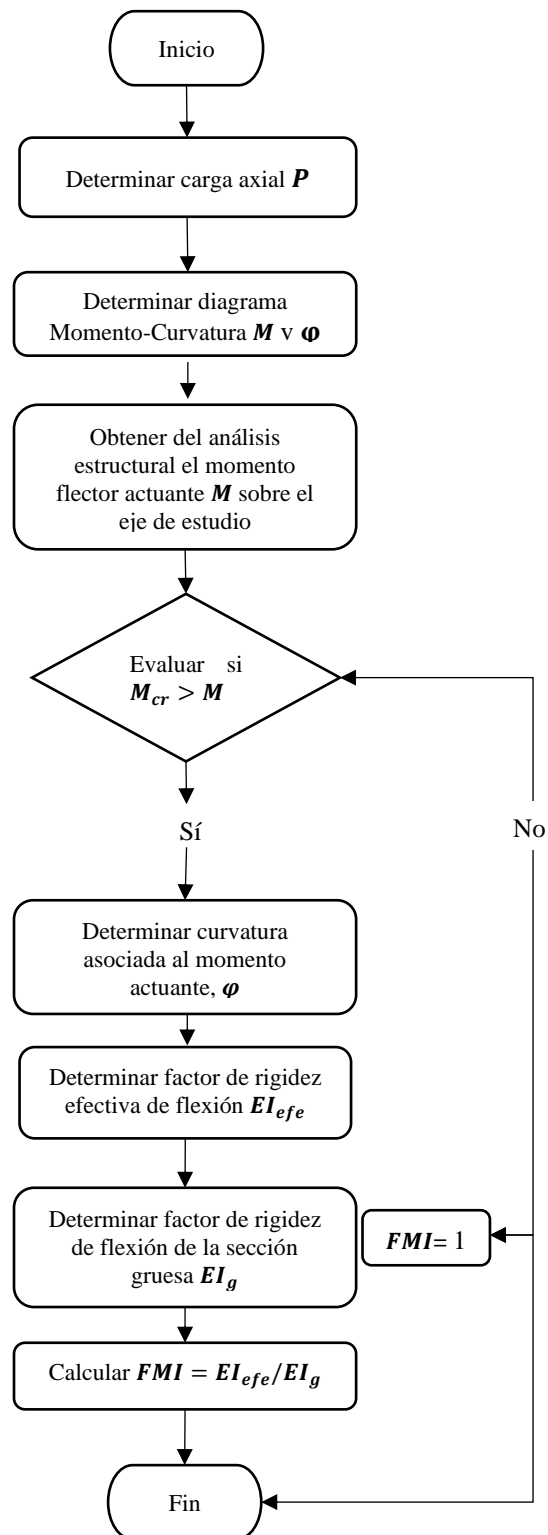 Inicio
Determinar carga axial P
Determinar diagrama
Momento-Curvatura M v φ
Obtener del análisis
estructural el momento
flector actuante M sobre el
eje de estudio
Evaluar si
M_cr > M
Sí
No
Determinar curvatura
asociada al momento
actuante, φ
Determinar factor de rigidez
efectiva de flexión EI_efe
Determinar factor de rigidez
de flexión de la sección
gruesa EI_g
FMI= 1
Calcular FMI = EI_efe/EI_g
Fin